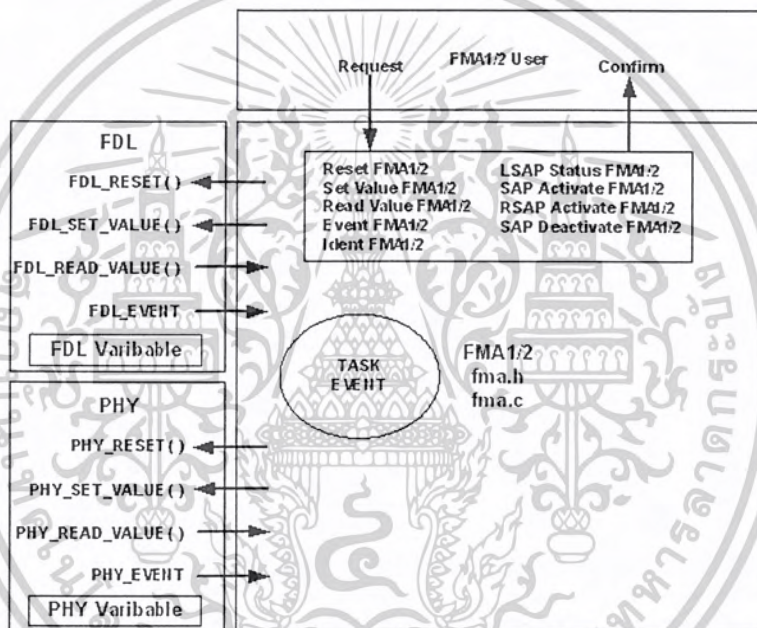 Request
FMA1/2 User
Confirm
FDL
FDL_RESET()
FDL_SET_VALUE()
FDL_READ_VALUE()
FDL_EVENT
FDL Varibable
Reset FMA1/2
Set Value FMA1/2
Read Value FMA1/2
Event FMA1/2
Ident FMA1/2
LSAP Status FMA1/2
SAP Activate FMA1/2
RSAP Activate FMA1/2
SAP Deactivate FMA1/2
TASK
EVENT
FMA1/2
fma.h
fma.c
PHY
PHY_RESET()
PHY_SET_VALUE()
PHY_READ_VALUE()
PHY_EVENT
PHY Varibable